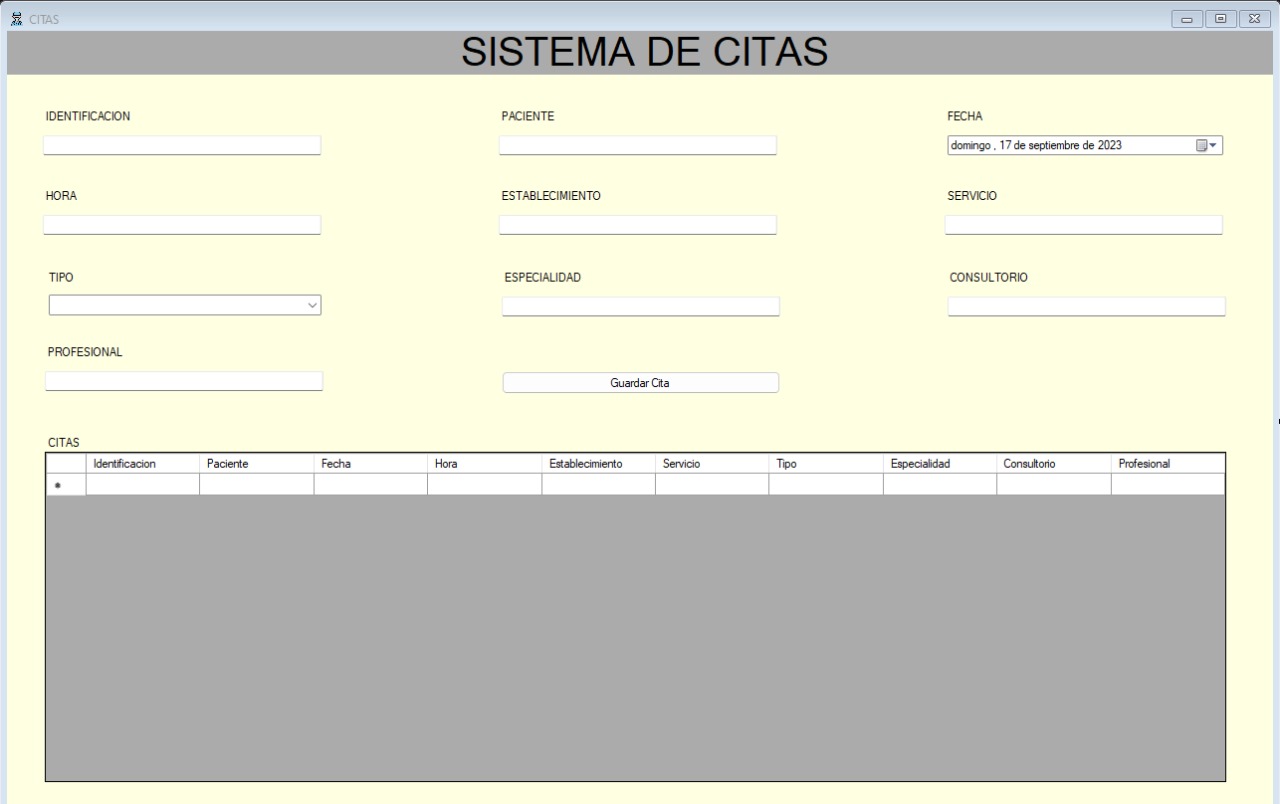 CITAS
SISTEMA DE CITAS
IDENTIFICACION PACIENTE FECHA
domingo , 17 de septiembre de 2023
HORA ESTABLECIMIENTO SERVICIO
TIPO ESPECIALIDAD CONSULTORIO
PROFESIONAL
Guardar Cita
CITAS
Identificacion Paciente Fecha Hora Establecimiento Servicio Tipo Especialidad Consultorio Profesional